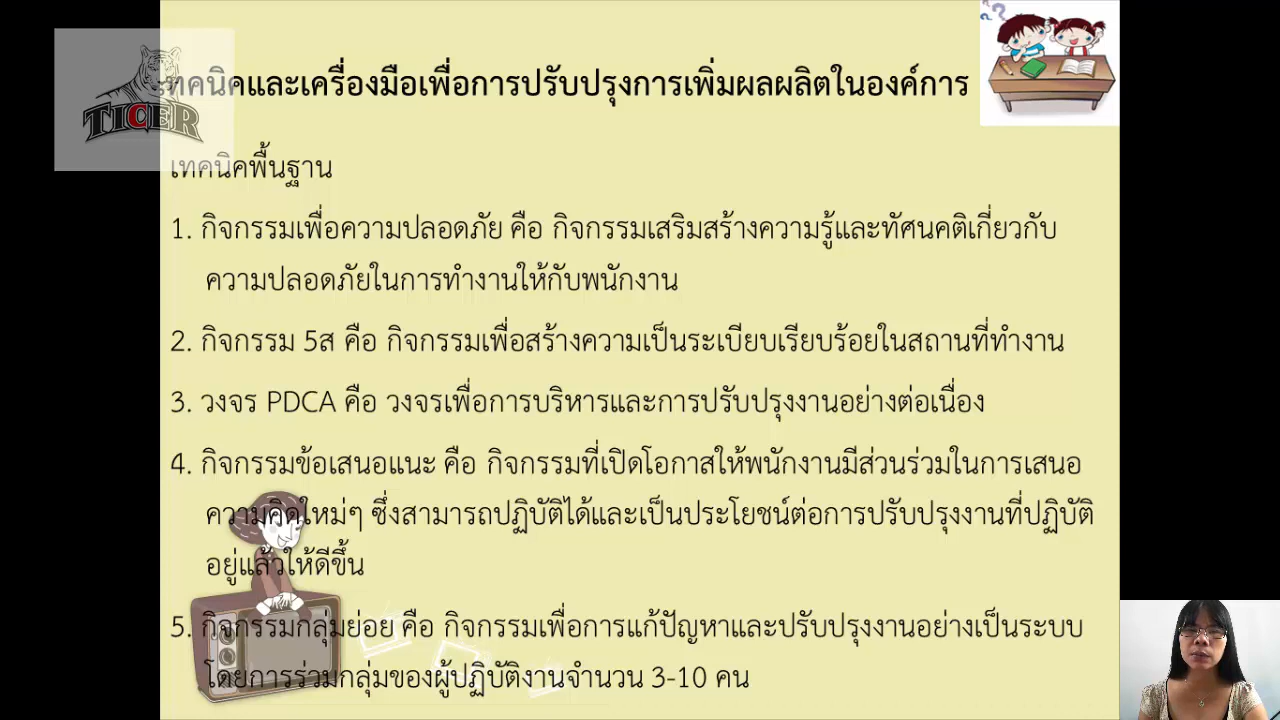 TICER
เทคนิคและเครื่องมือเพื่อการปรับปรุงการเพิ่มผลผลิตในองค์การ
เทคนิคพื้นฐาน
1. กิจกรรมเพื่อความปลอดภัย คือ กิจกรรมเสริมสร้างความรู้และทัศนคติเกี่ยวกับ
ความปลอดภัยในการทำงานให้กับพนักงาน
2. กิจกรรม 5ส คือ กิจกรรมเพื่อสร้างความเป็นระเบียบเรียบร้อยในสถานที่ทำงาน
3. วงจร PDCA คือ วงจรเพื่อการบริหารและการปรับปรุงงานอย่างต่อเนื่อง
4. กิจกรรมข้อเสนอแนะ คือ กิจกรรมที่เปิดโอกาสให้พนักงานมีส่วนร่วมในการเสนอ
ความคิดใหม่ๆ ซึ่งสามารถปฏิบัติได้และเป็นประโยชน์ต่อการปรับปรุงงานที่ปฏิบัติ
อยู่แล้วให้ดีขึ้น
5. กิจกรรมกลุ่มย่อย คือ กิจกรรมเพื่อการแก้ปัญหาและปรับปรุงงานอย่างเป็นระบบ
โดยการร่วมกลุ่มของผู้ปฏิบัติงานจำนวน 3-10 คน